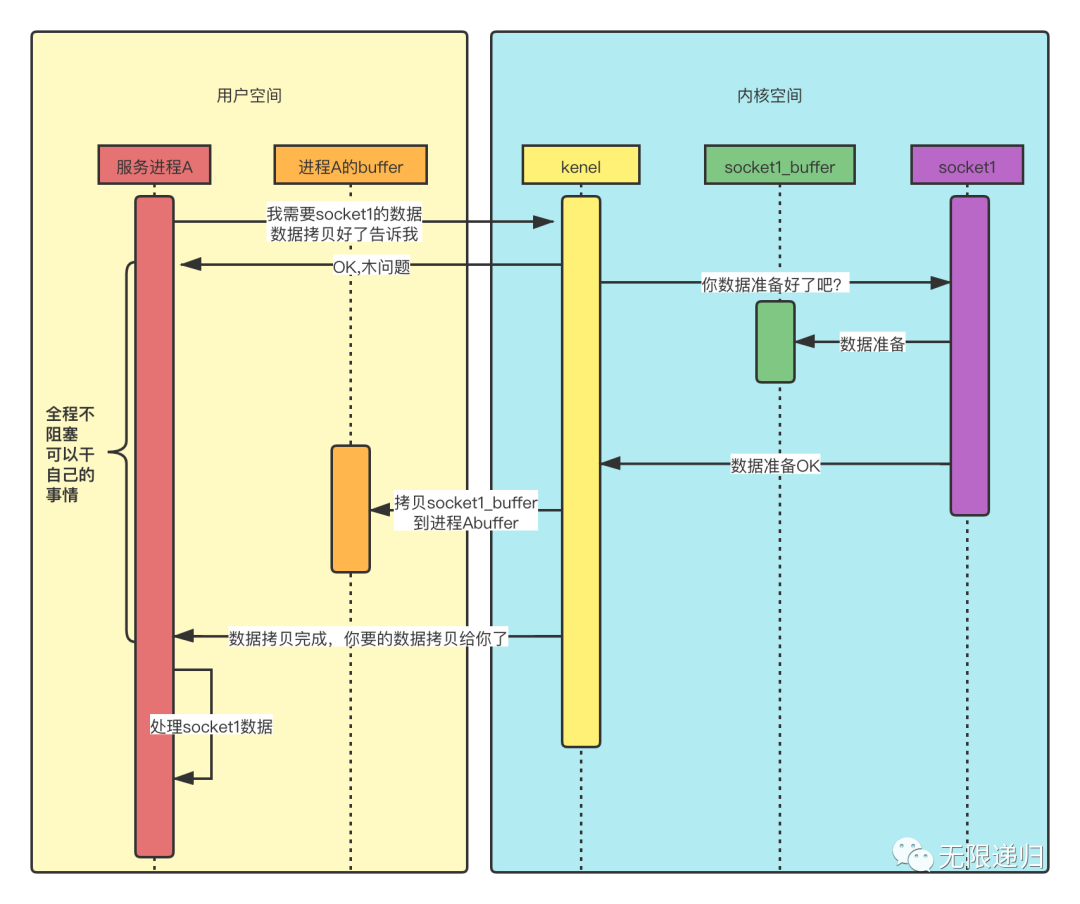 用户空间
内核空间
服务进程A
进程A的buffer
kenel
socket1_buffer
socket1
我需要socket1的数据
数据拷贝好了告诉我
OK,木问题
你数据准备好了吧?
数据准备
全程不
阻塞
可以干
自己的
事情
数据准备OK
拷贝socket1_buffer
到进程Abuffer
数据拷贝完成，你要的数据拷贝给你了
处理socket1数据
无限递归